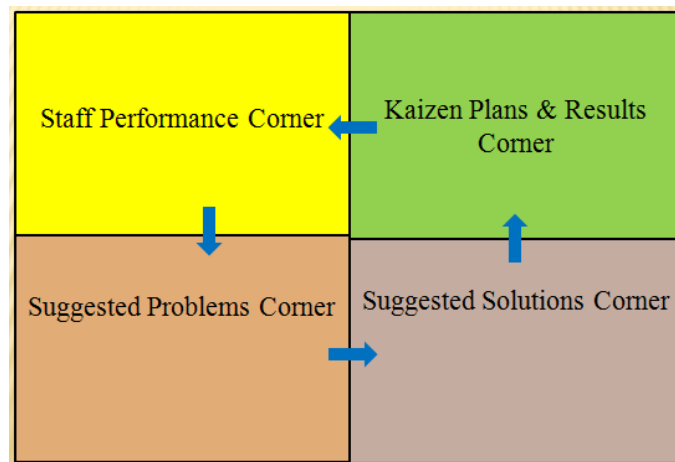 Staff Performance Corner
Kaizen Plans & Results
Corner
Suggested Problems Corner
Suggested Solutions Corner